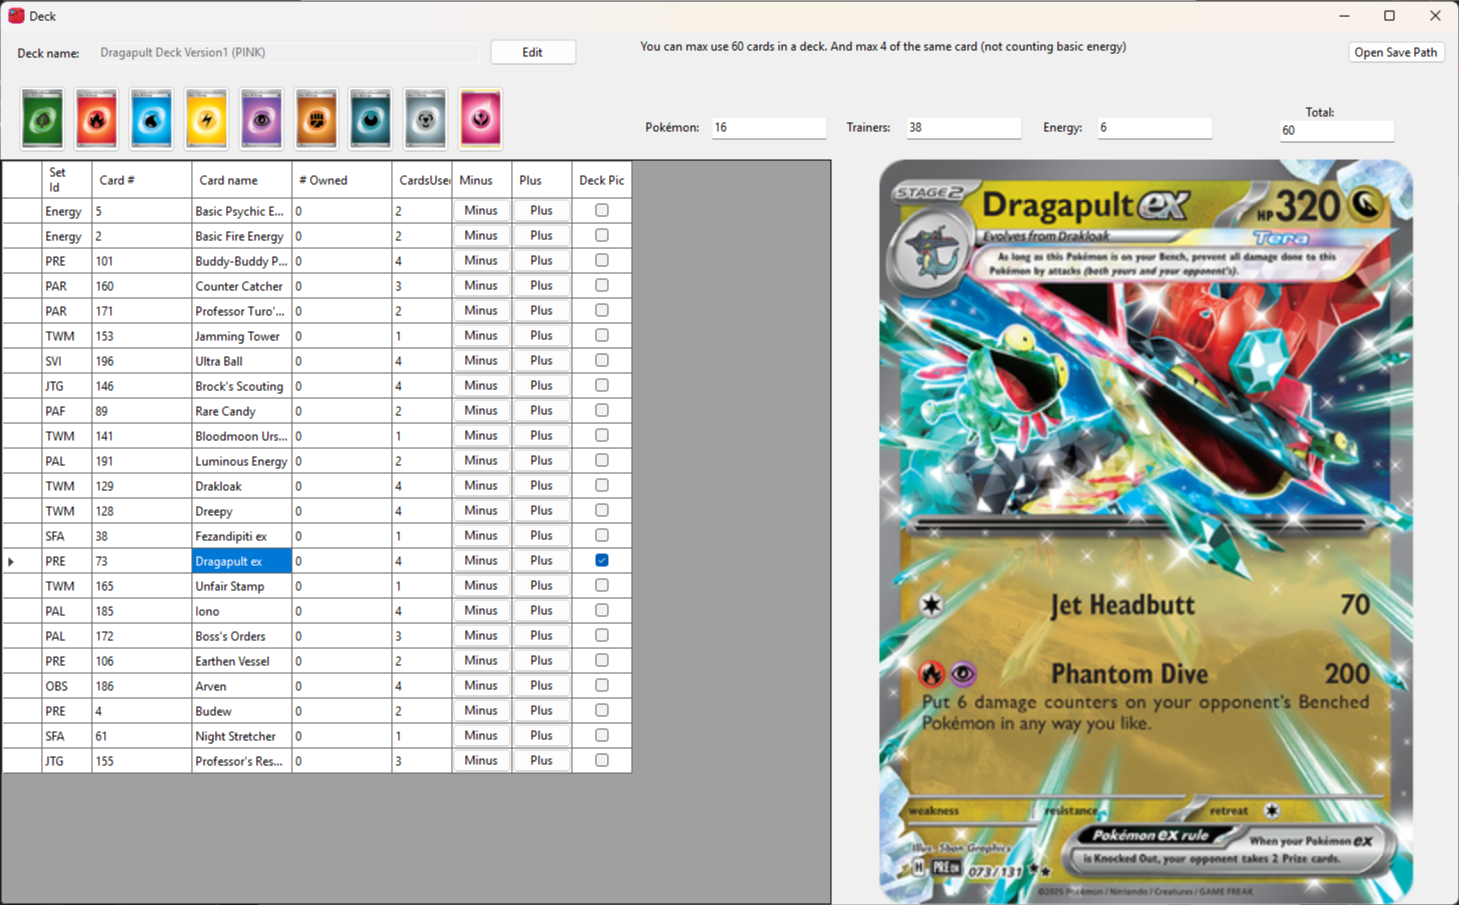 Deck
Deck name: Dragapult Deck Version1 (PINK) Edit
You can max use 60 cards in a deck. And max 4 of the same card (not counting basic energy)
Open Save Path
Pokémon: 16 Trainers: 38 Energy: 6
Total:
60
Set Id Card # Card name # Owned CardsUse Minus Plus Deck Pic
Energy 5 Basic Psychic E... 0 2 Minus Plus
Energy 2 Basic Fire Energy 0 2 Minus Plus
PRE 101 Buddy-Buddy P... 0 4 Minus Plus
PAR 160 Counter Catcher 0 3 Minus Plus
PAR 171 Professor Turo'... 0 2 Minus Plus
TWM 153 Jamming Tower 0 1 Minus Plus
SVI 196 Ultra Ball 0 4 Minus Plus
JTG 146 Brock's Scouting 0 4 Minus Plus
PAF 89 Rare Candy 0 2 Minus Plus
TWM 141 Bloodmoon Urs... 0 1 Minus Plus
PAL 191 Luminous Energy 0 2 Minus Plus
TWM 129 Drakloak 0 4 Minus Plus
TWM 128 Dreepy 0 4 Minus Plus
SFA 38 Fezandipiti ex 0 1 Minus Plus
PRE 73 Dragapult ex 0 4 Minus Plus
TWM 165 Unfair Stamp 0 1 Minus Plus
PAL 185 Iono 0 4 Minus Plus
PAL 172 Boss's Orders 0 3 Minus Plus
PRE 106 Earthen Vessel 0 2 Minus Plus
OBS 186 Arven 0 4 Minus Plus
PRE 4 Budew 0 2 Minus Plus
SFA 61 Night Stretcher 0 1 Minus Plus
JTG 155 Professor's Res... 0 3 Minus Plus
STAGE 2 Dragapult ex HP 320
Evolves from Drakloak Tera
As long as this Pokémon is on your Bench, prevent all damage done to this
Pokémon by attacks (both yours and your opponent's).
Jet Headbutt 70
Phantom Dive 200
Put 6 damage counters on your opponent's Benched
Pokémon in any way you like.
weakness resistance retreat
Illus. 5ban Graphics
Pokémon ex rule When your Pokémon ex
is Knocked Out, your opponent takes 2 Prize cards.
H PRE EN 073/131
©2025 Pokémon / Nintendo / Creatures / GAME FREAK